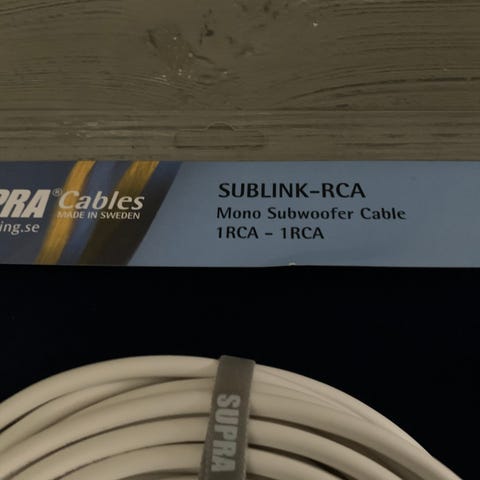 PRA® Cables
MADE IN SWEDEN
ing.se
SUBLINK-RCA
Mono Subwoofer Cable
1RCA - 1RCA
SUPRA